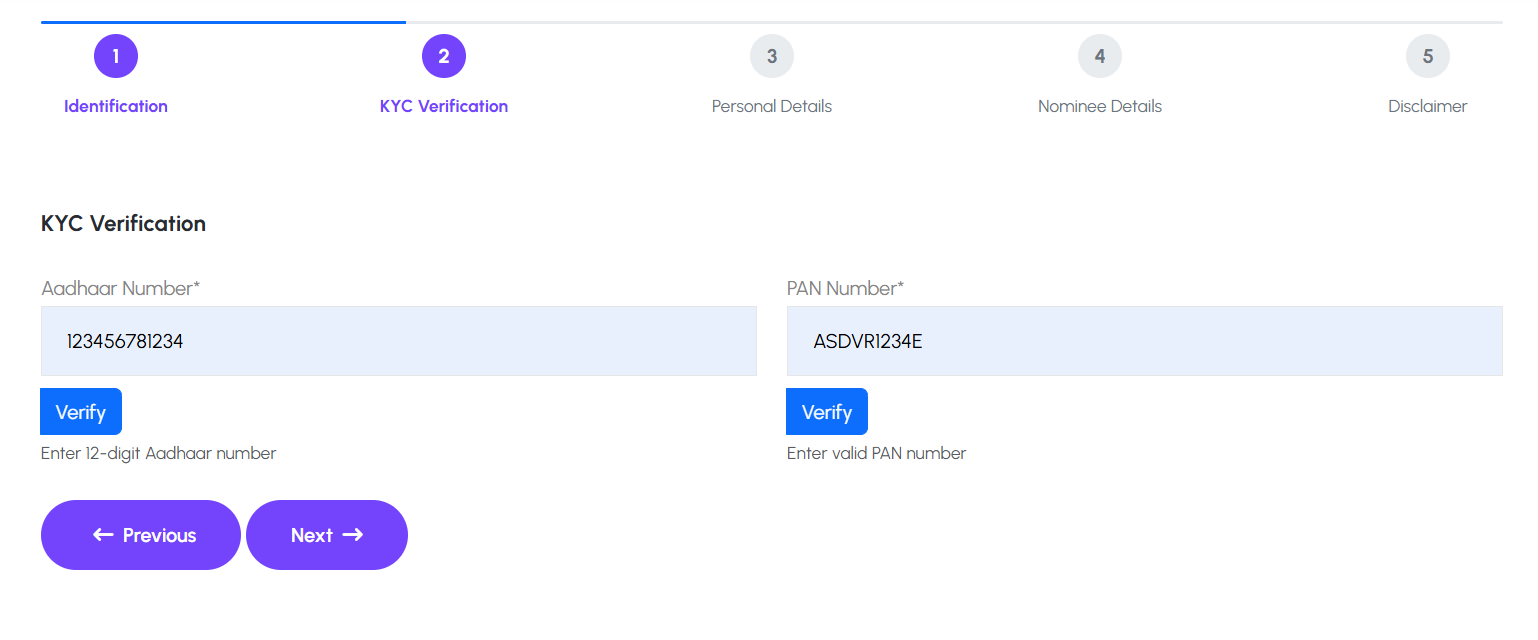 1 2 3 4 5
Identification KYC Verification Personal Details Nominee Details Disclaimer
KYC Verification
Aadhaar Number* PAN Number*
123456781234 ASDVR1234E
Verify Verify
Enter 12-digit Aadhaar number Enter valid PAN number
← Previous Next →